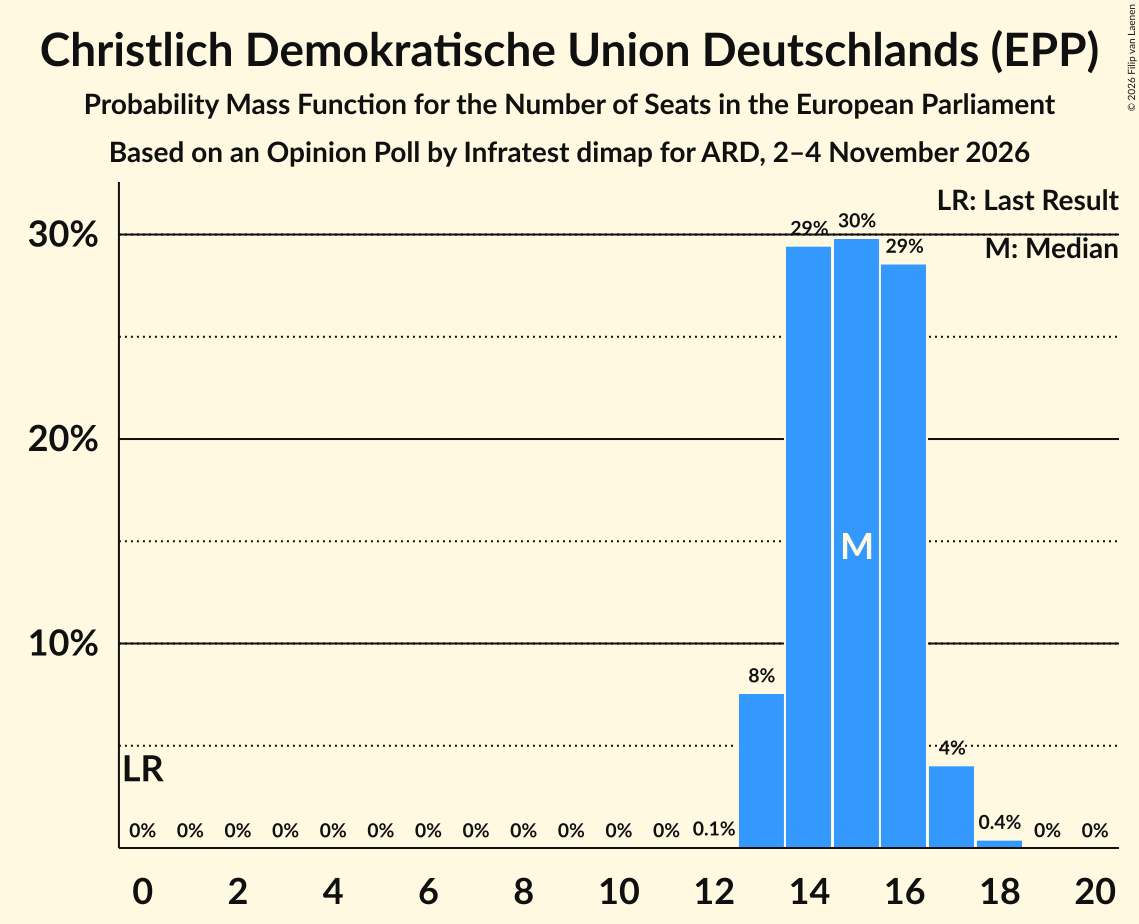 Christlich Demokratische Union Deutschlands (EPP)
Probability Mass Function for the Number of Seats in the European Parliament
Based on an Opinion Poll by Infratest dimap for ARD, 2–4 November 2026
© 2026 Filip van Laenen
LR: Last Result
M: Median
30%
20%
10%
29% 30% 29%
M
8%
4%
LR
0% 0% 0% 0% 0% 0% 0% 0% 0% 0% 0% 0% 0.1% 0.4% 0% 0%
0 2 4 6 8 10 12 14 16 18 20